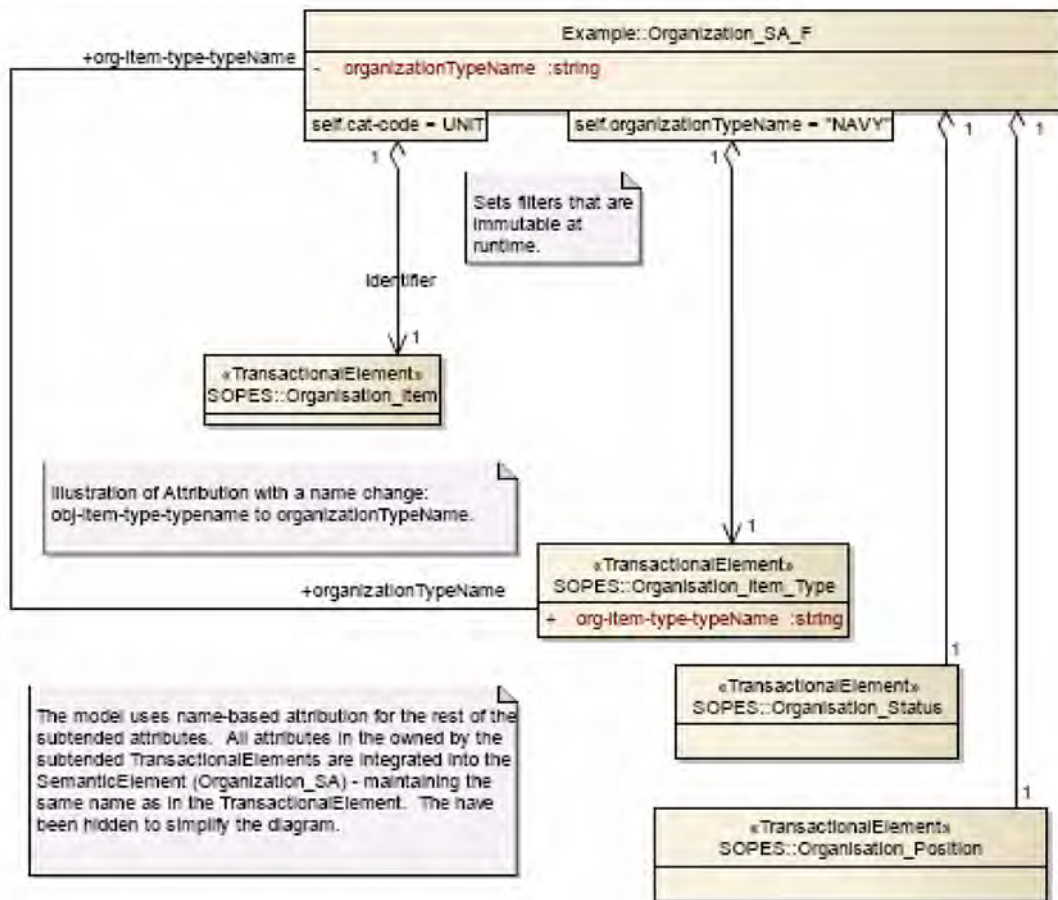 Example::Organization_SA_F
+org-item-type-typeName
- organizationTypeName :string
self.cat-code = UNIT
self.organizationTypeName = "NAVY"
1
1
1
1
Sets filters that are
immutable at
runtime.
Identifier
1
«TransactionalElement»
SOPES::Organisation_Item
Illustration of Attribution with a name change:
obj-item-type-typename to organizationTypeName.
1
«TransactionalElement»
SOPES::Organisation_Item_Type
+organizationTypeName
+ org-item-type-typeName :string
1
«TransactionalElement»
SOPES::Organisation_Status
The model uses name-based attribution for the rest of the
subtended attributes. All attributes in the owned by the
subtended TransactionalElements are integrated into the
SemanticElement (Organization_SA) - maintaining the
same name as in the TransactionalElement. The have
been hidden to simplify the diagram.
1
«TransactionalElement»
SOPES::Organisation_Position